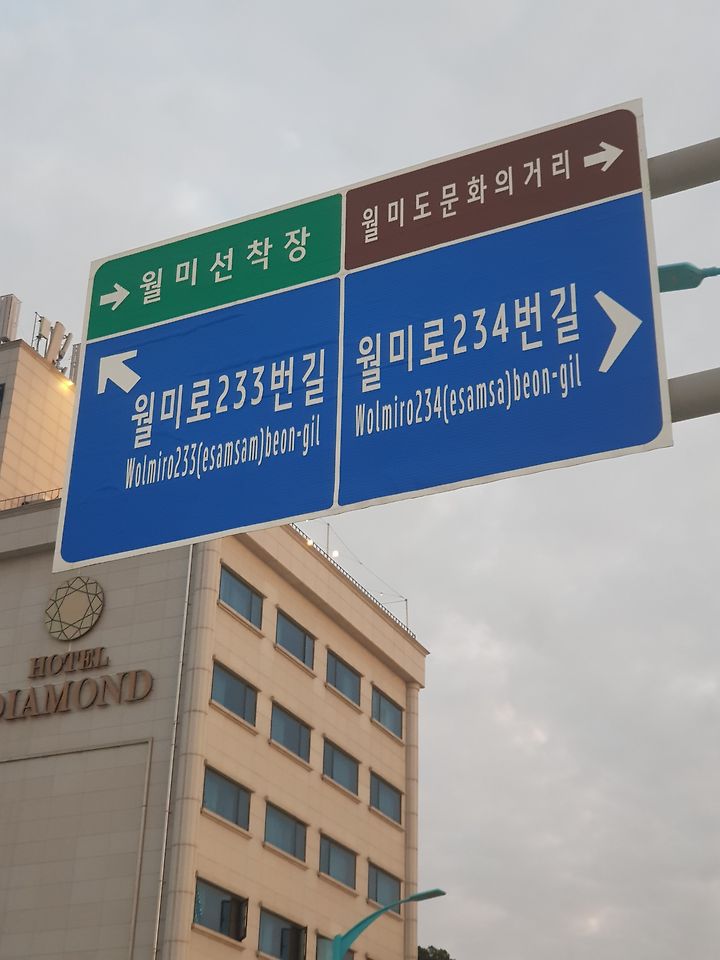 월미선착장
월미도문화의거리
월미로233번길
Wolmiro233(esamsam)beon-gil
월미로234번길
Wolmiro234(esamsa)beon-gil
HOTEL
DIAMOND